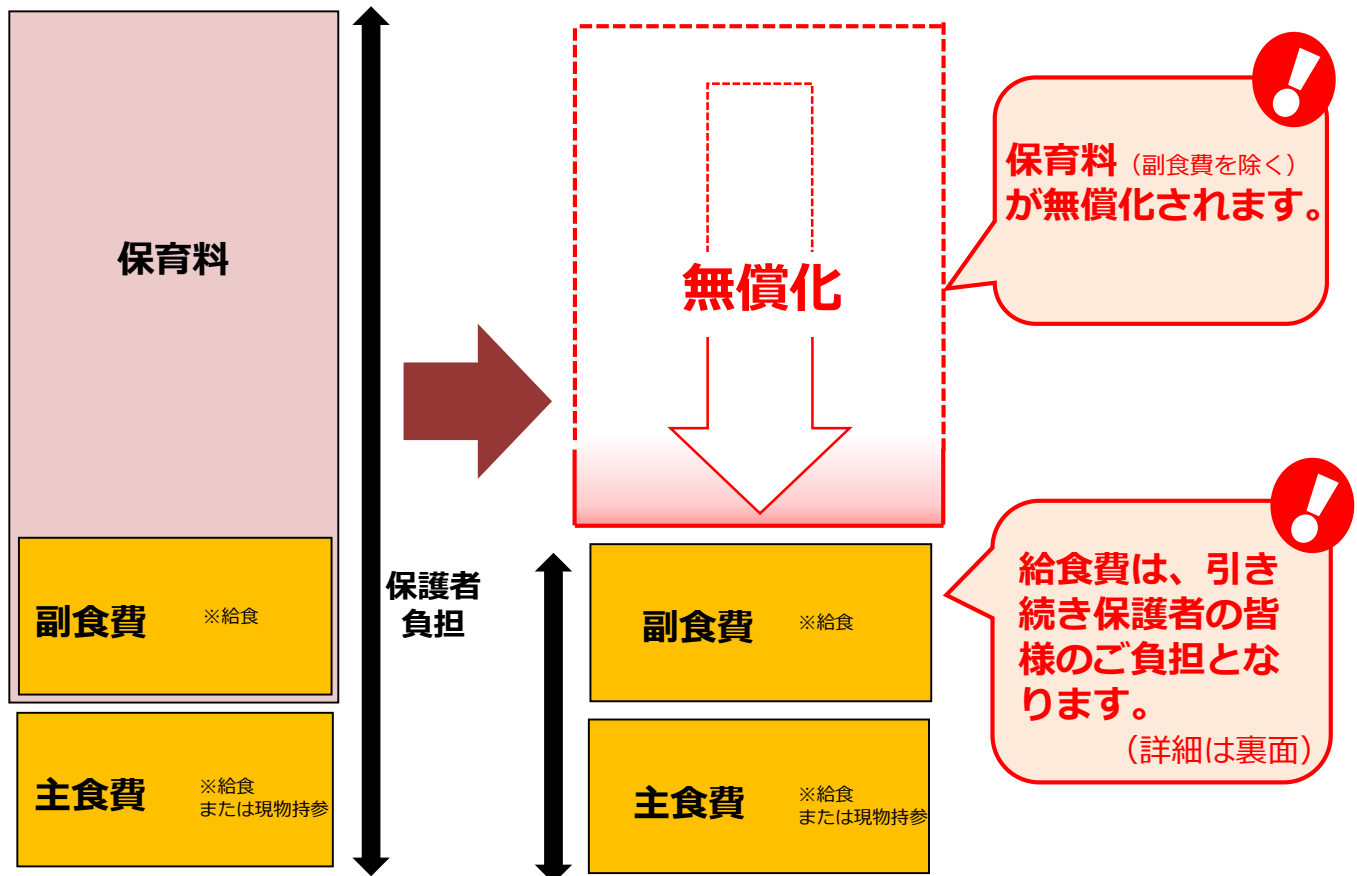 保育料
副食費 ※給食
主食費 ※給食
または現物持参
保護者
負担
無償化
副食費 ※給食
主食費 ※給食
または現物持参
保育料（副食費を除く）
が無償化されます。
給食費は、引き
続き保護者の皆
様のご負担とな
ります。
（詳細は裏面）